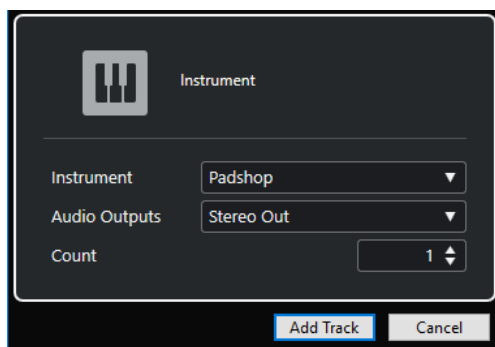 Instrument
Instrument Padshop
Audio Outputs Stereo Out
Count 1
Add Track Cancel